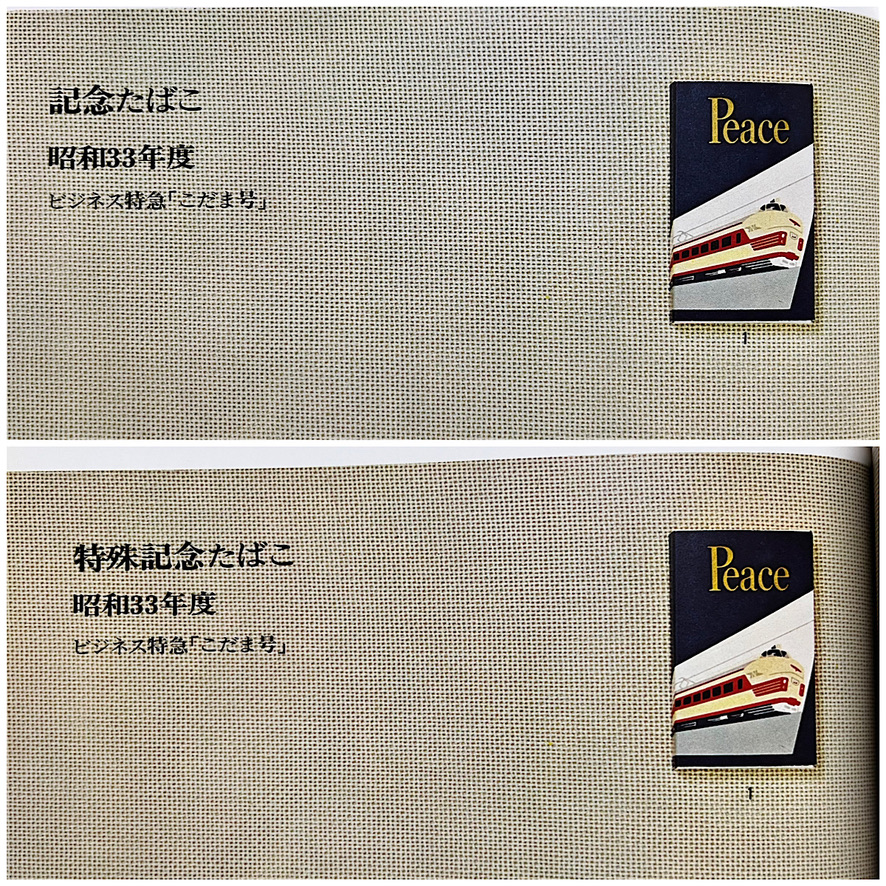 記念たばこ
昭和33年度
ビジネス特急「こだま号」
Peace
1
特殊記念たばこ
昭和33年度
ビジネス特急「こだま号」
Peace
1